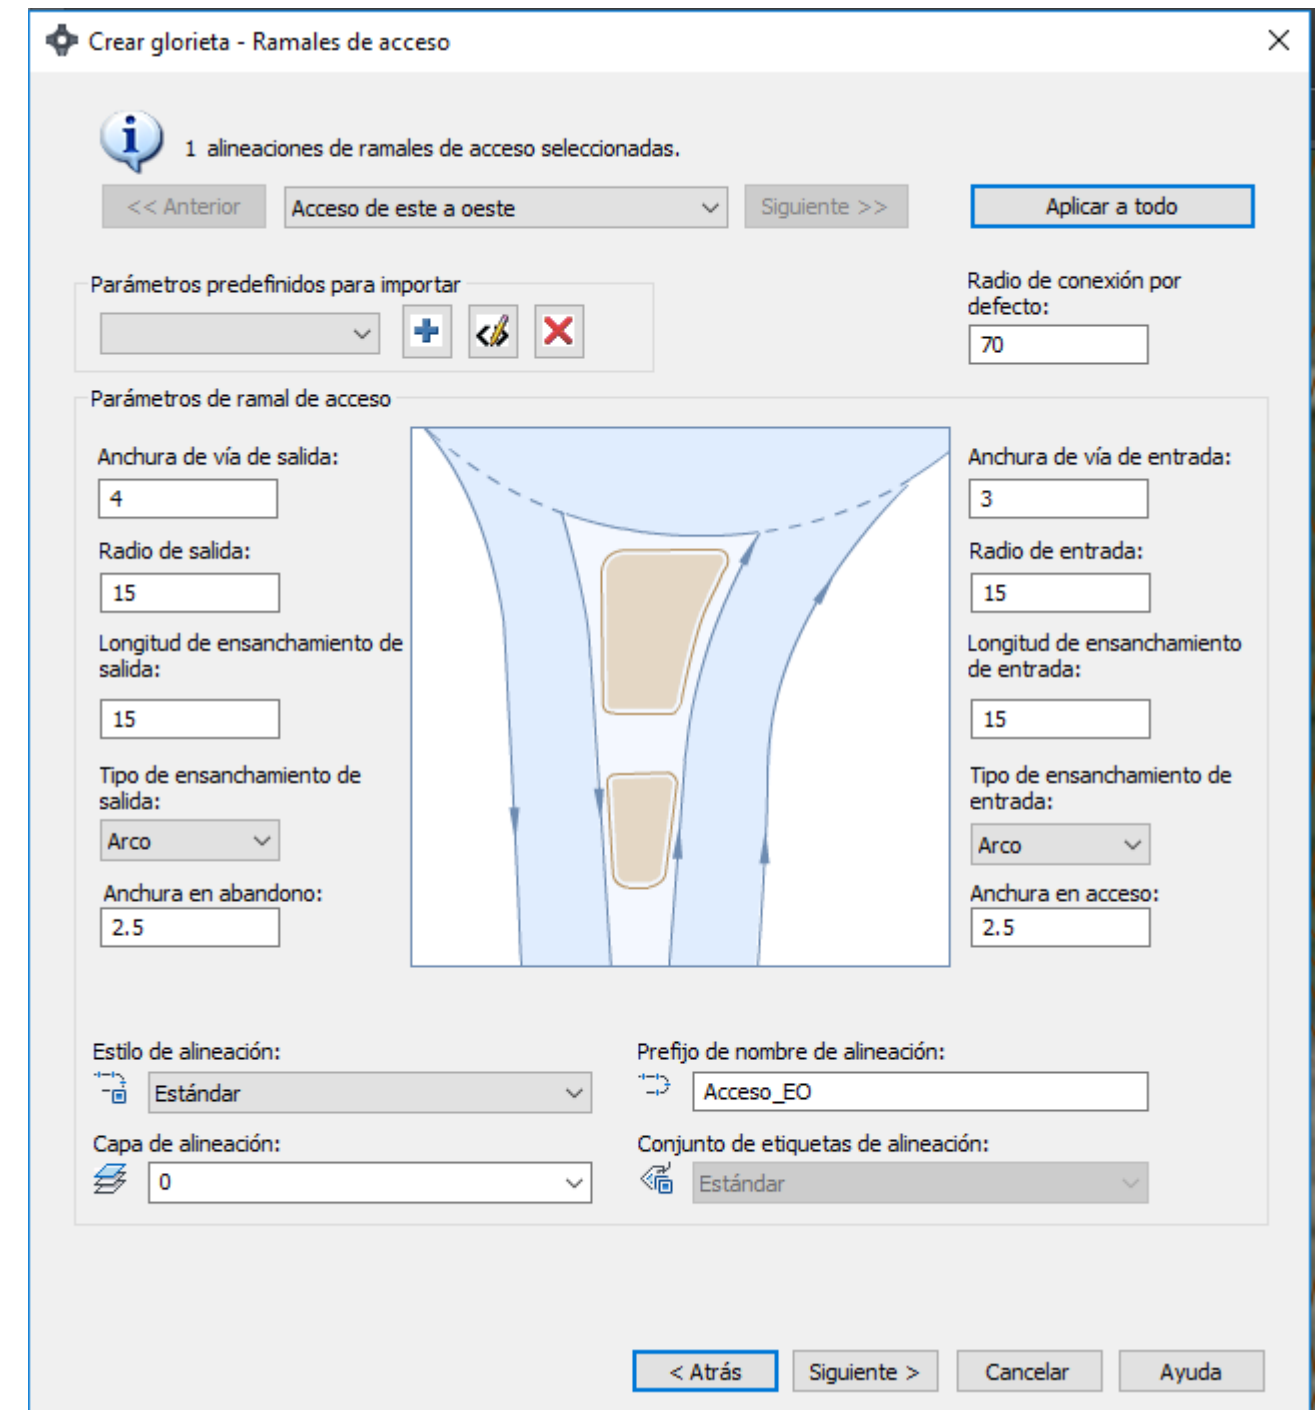 Crear glorieta - Ramales de acceso
1 alineaciones de ramales de acceso seleccionadas.
<< Anterior
Acceso de este a oeste
Siguiente >>
Aplicar a todo
Parámetros predefinidos para importar
Radio de conexión por
defecto:
70
Parámetros de ramal de acceso
Anchura de vía de salida:
4
Radio de salida:
15
Longitud de ensanchamiento de
salida:
15
Tipo de ensanchamiento de
salida:
Arco
Anchura en abandono:
2.5
Anchura de vía de entrada:
3
Radio de entrada:
15
Longitud de ensanchamiento
de entrada:
15
Tipo de ensanchamiento de
entrada:
Arco
Anchura en acceso:
2.5
Estilo de alineación:
Estándar
Prefijo de nombre de alineación:
Acceso_EO
Capa de alineación:
0
Conjunto de etiquetas de alineación:
Estándar
< Atrás
Siguiente >
Cancelar
Ayuda